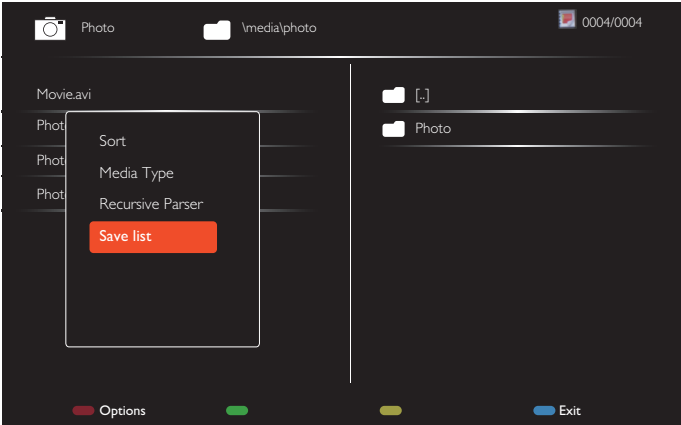 Photo
\media\photo
0004/0004
Movie.avi
[..]
Phot
Photo
Phot
Phot
Sort
Media Type
Recursive Parser
Save list
Options
Exit